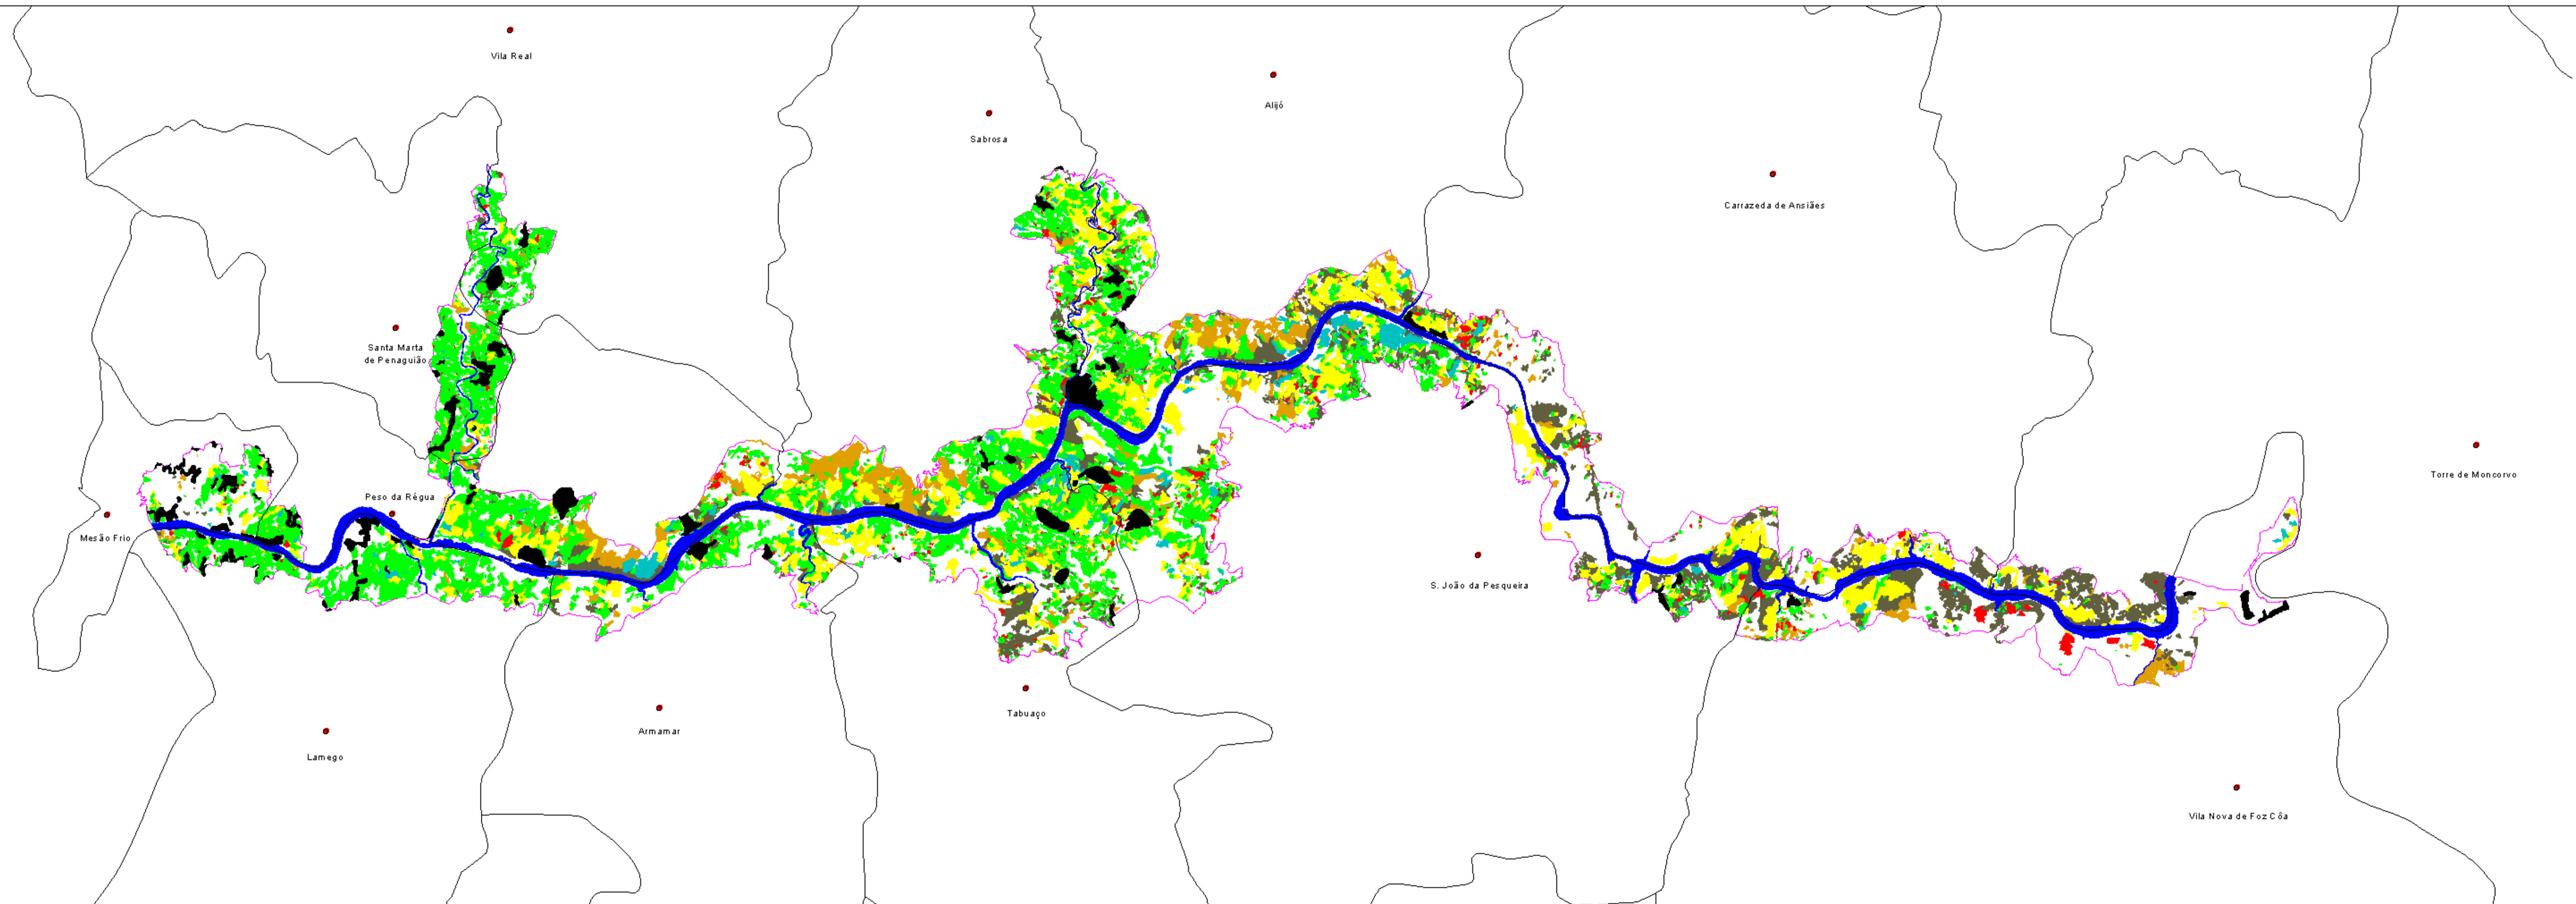 Vila Real
Alijó
Sabrosa
Carrazeda de Ansiães
Santa Marta
de Penaguião
Torre de Moncorvo
Peso da Régua
Mesão Frio
S. João da Pesqueira
Tabuaço
Armamar
Lamego
Vila Nova de Foz Côa